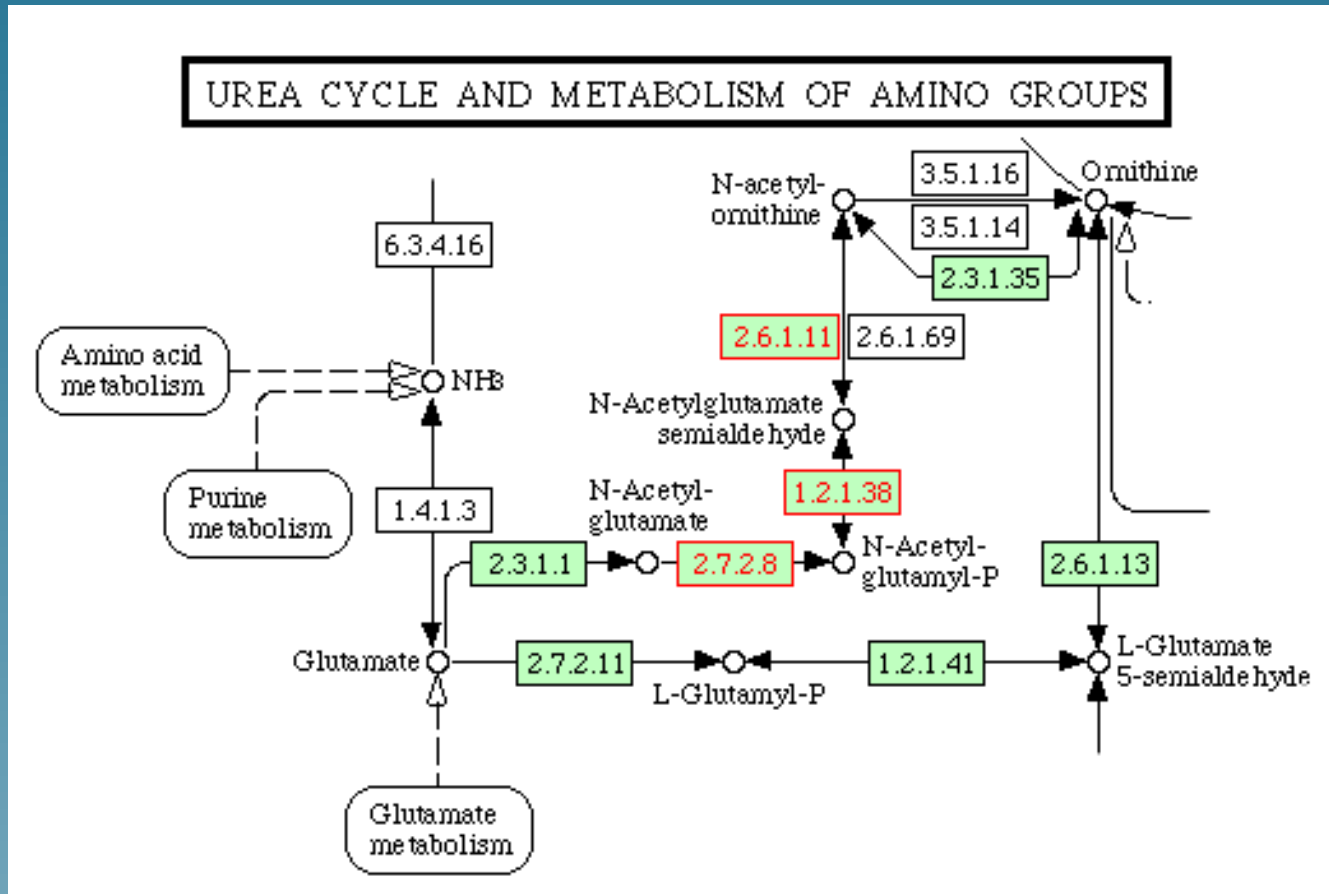 UREA CYCLE AND METABOLISM OF AMINO GROUPS
N-acetyl-
ornithine
3.5.1.16
Ornithine
3.5.1.14
6.3.4.16
2.3.1.35
2.6.1.11
2.6.1.69
Amino acid
metabolism
NH3
N-Acetylglutamate
semialdehyde
Purine
metabolism
1.4.1.3
N-Acetyl-
glutamate
1.2.1.38
2.3.1.1
2.7.2.8
N-Acetyl-
glutamyl-P
2.6.1.13
Glutamate
2.7.2.11
L-Glutamyl-P
1.2.1.41
L-Glutamate
5-semialdehyde
Glutamate
metabolism